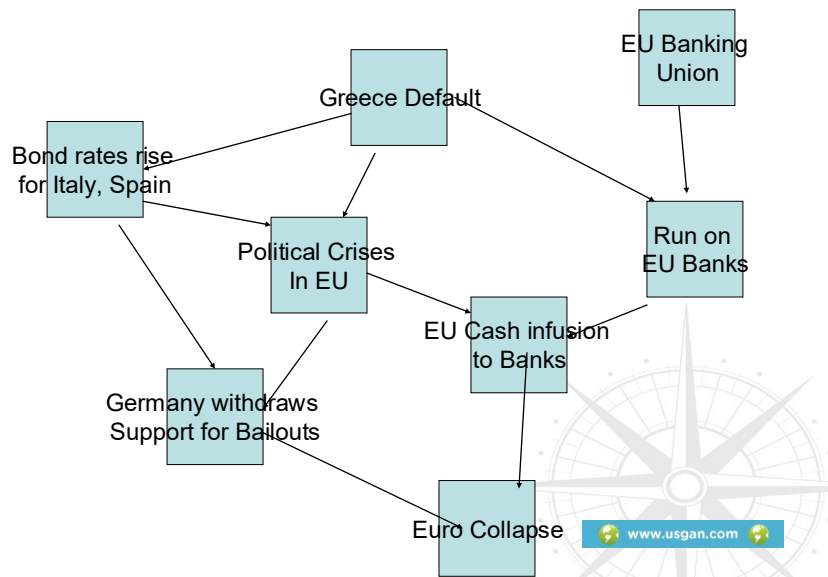 EU Banking
Union
Greece Default
Bond rates rise
for Italy, Spain
Political Crises
In EU
Run on
EU Banks
EU Cash infusion
to Banks
Germany withdraws
Support for Bailouts
Euro Collapse
www.usgan.com